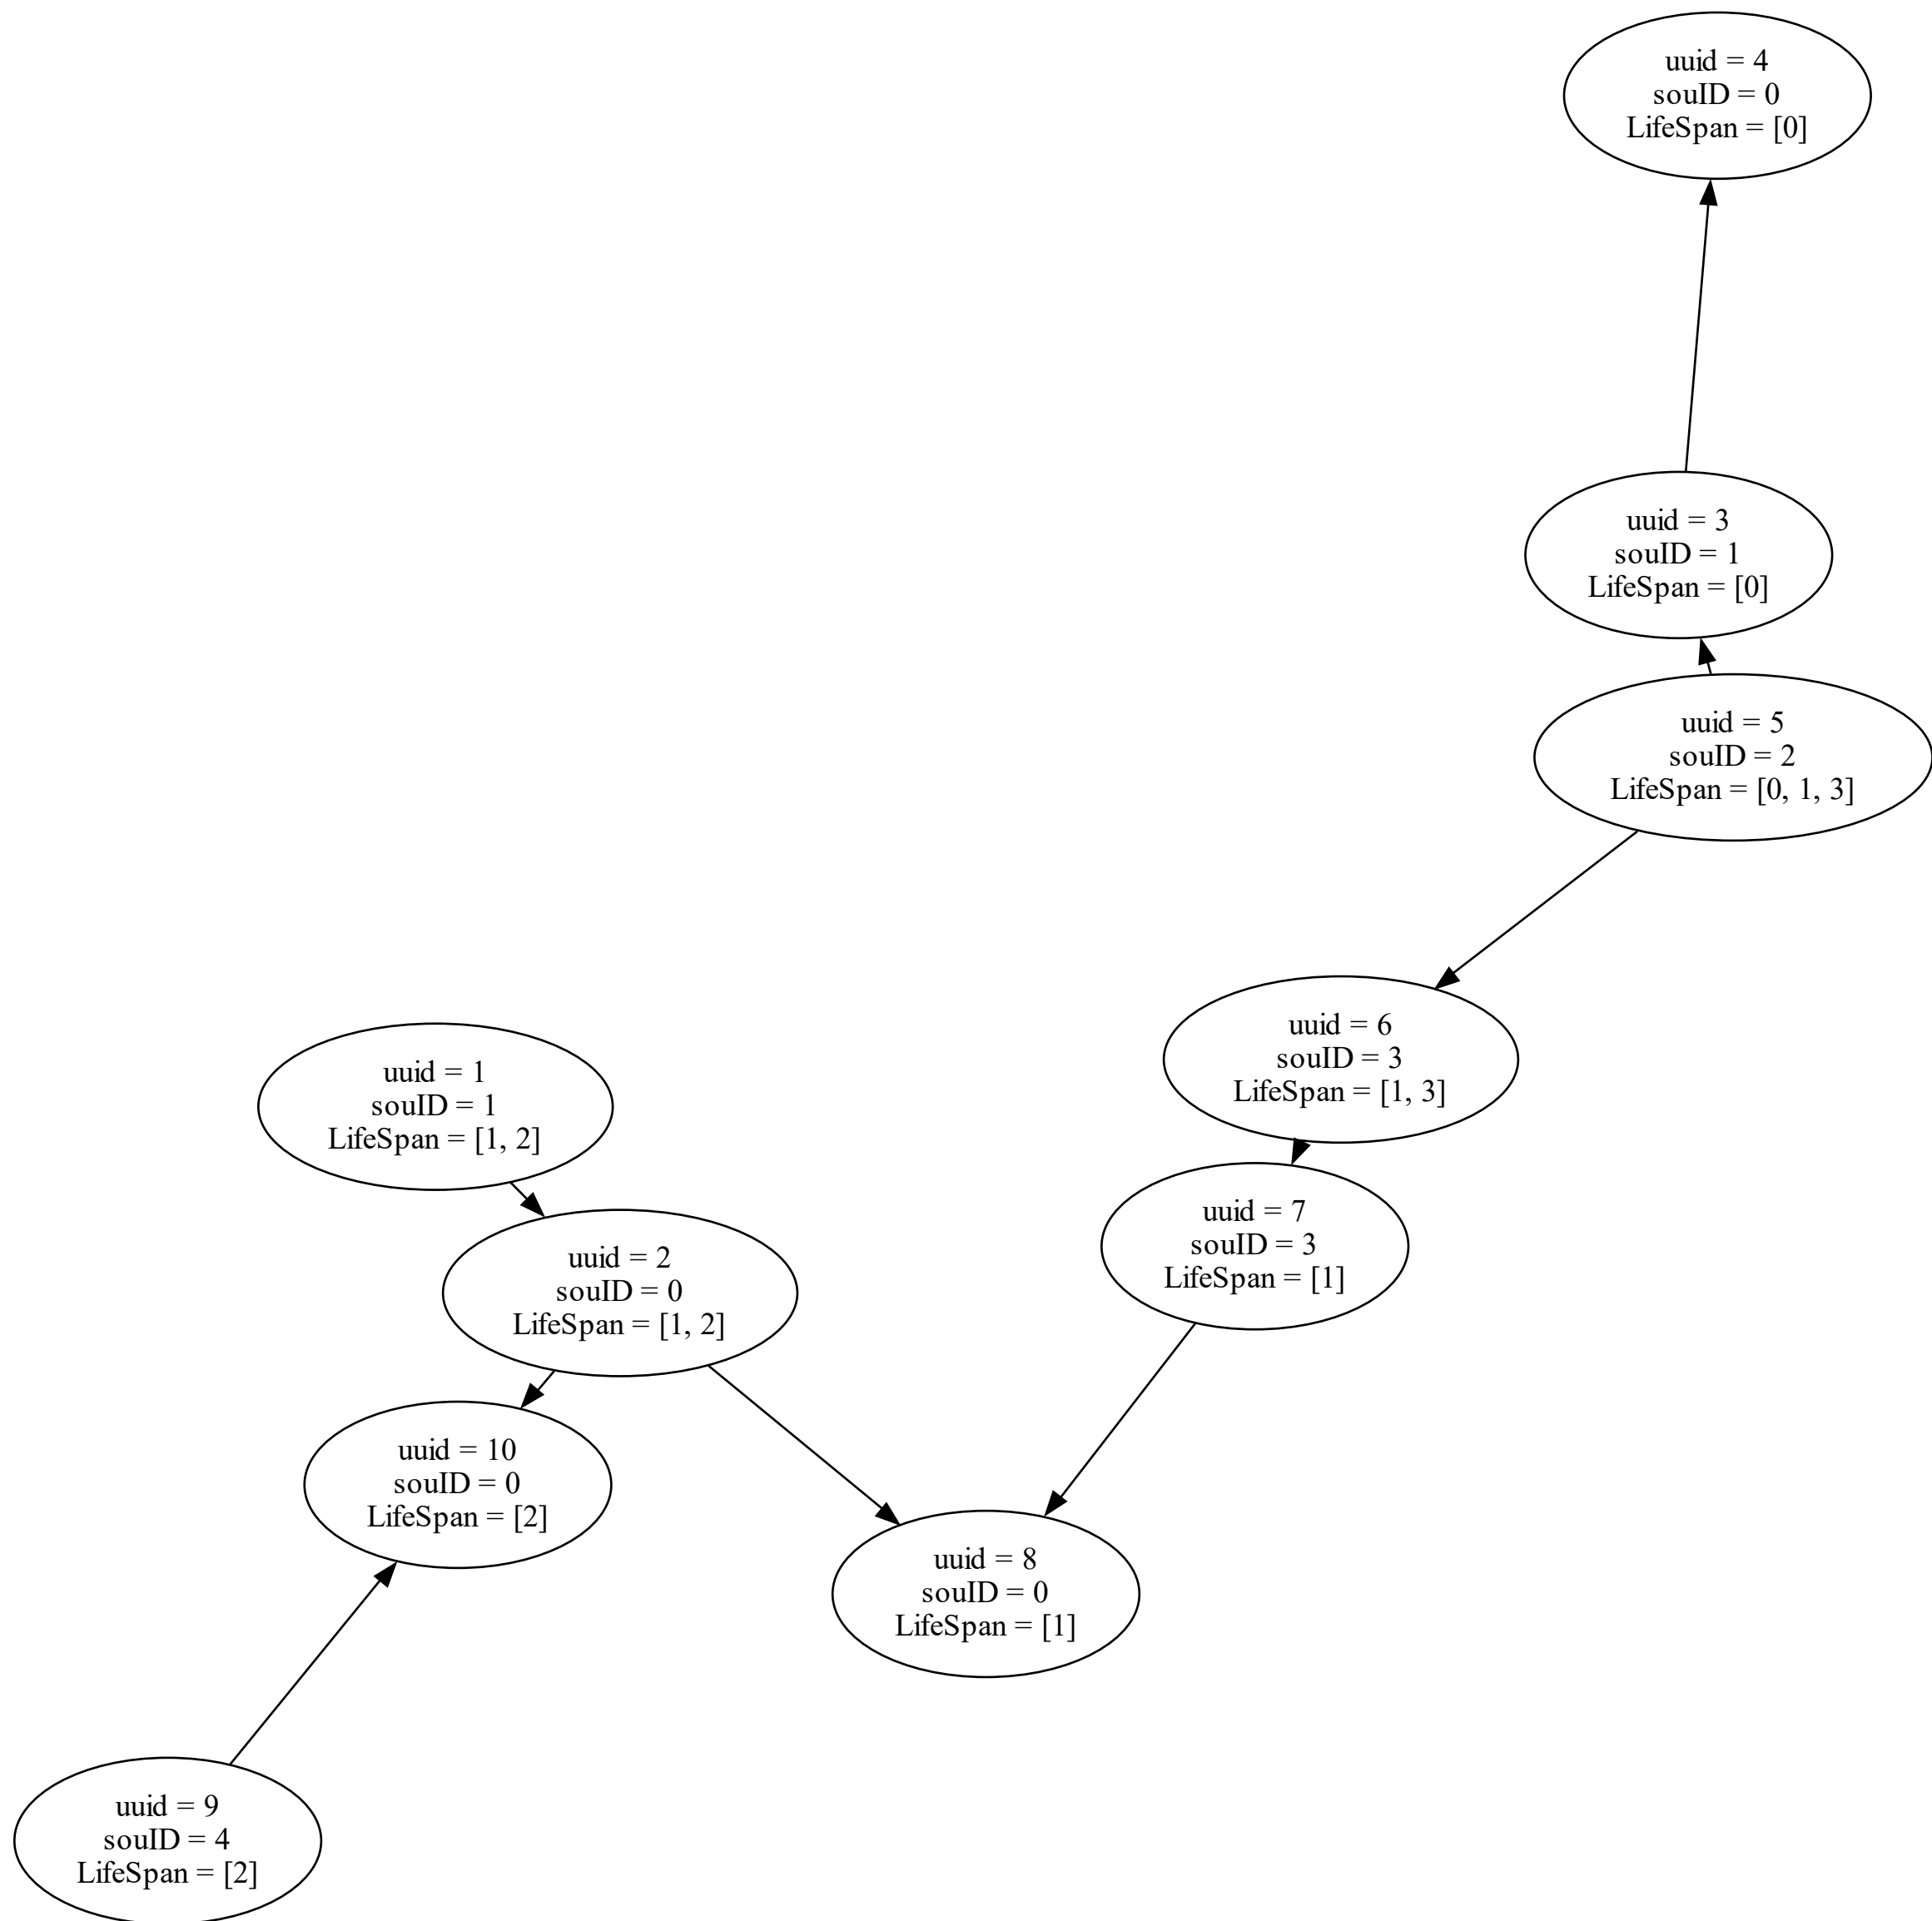 uuid = 4
souID = 0
LifeSpan = [0]
uuid = 3
souID = 1
LifeSpan = [0]
uuid = 5
souID = 2
LifeSpan = [0, 1, 3]
uuid = 6
souID = 3
LifeSpan = [1, 3]
uuid = 1
souID = 1
LifeSpan = [1, 2]
uuid = 7
souID = 3
LifeSpan = [1]
uuid = 2
souID = 0
LifeSpan = [1, 2]
uuid = 10
souID = 0
LifeSpan = [2]
uuid = 8
souID = 0
LifeSpan = [1]
uuid = 9
souID = 4
LifeSpan = [2]